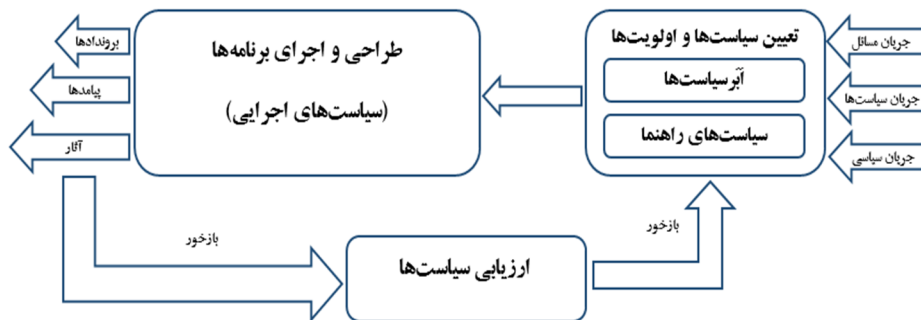 جریان مسائل
جریان سیاست‌ها
جریان سیاسی
تعیین سیاست‌ها و اولویت‌ها
اَبَرسیاست‌ها
سیاست‌های راهنما
طراحی و اجرای برنامه‌ها
(سیاست‌های اجرایی)
بروندادها
پیامدها
آثار
بازخور
ارزیابی سیاست‌ها
بازخور